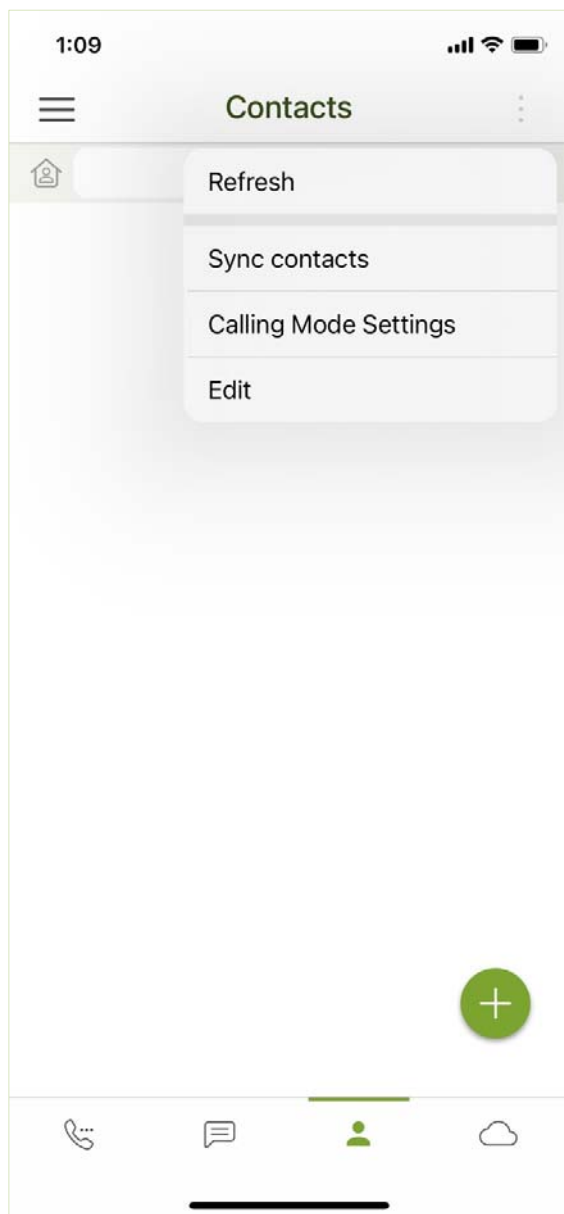 1:09
Contacts
Refresh
Sync contacts
Calling Mode Settings
Edit